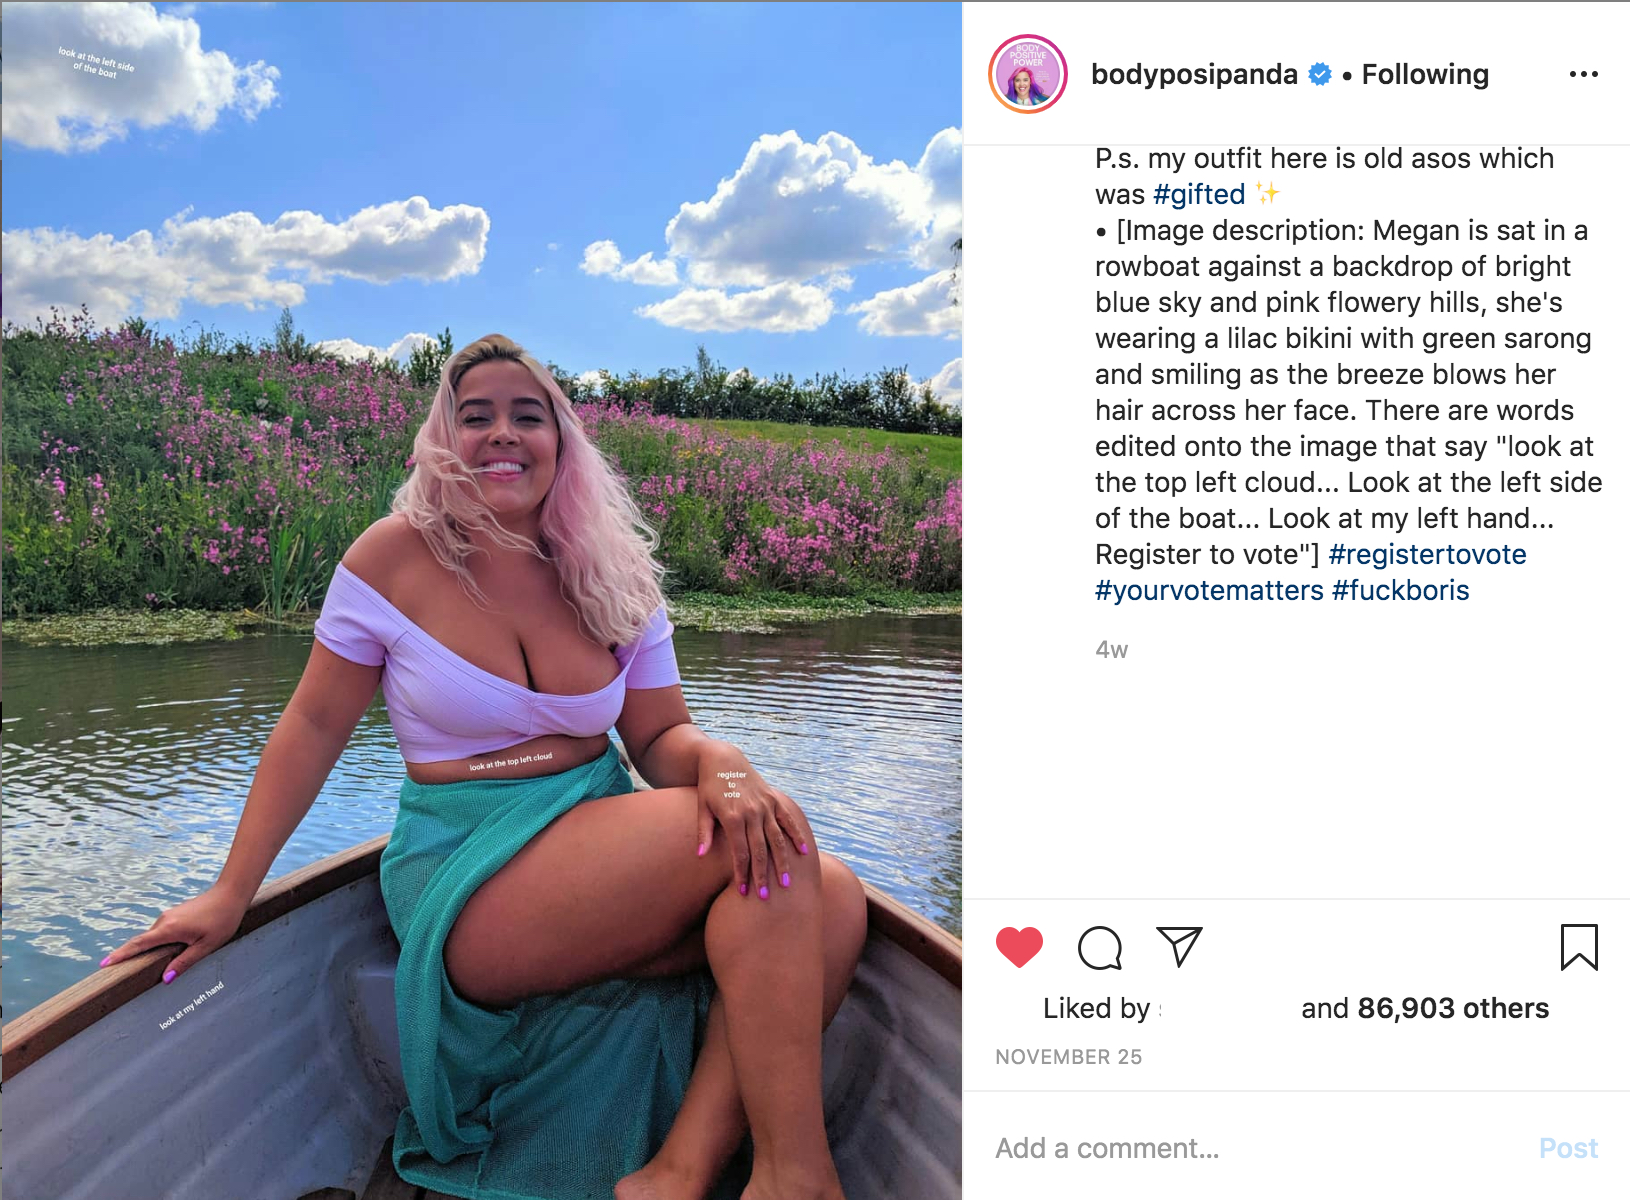 look at the left side
of the boat
look at the top left cloud
register
to
vote
look at my left hand
BODY
POSITIVE
POWER
bodyposipanda • Following
P.s. my outfit here is old asos which
was #gifted ✨
• [Image description: Megan is sat in a
rowboat against a backdrop of bright
blue sky and pink flowery hills, she's
wearing a lilac bikini with green sarong
and smiling as the breeze blows her
hair across her face. There are words
edited onto the image that say "look at
the top left cloud... Look at the left side
of the boat... Look at my left hand...
Register to vote"] #registertovote
#yourvotematters #fuckboris
4w
Liked by
and 86,903 others
NOVEMBER 25
Add a comment...
Post